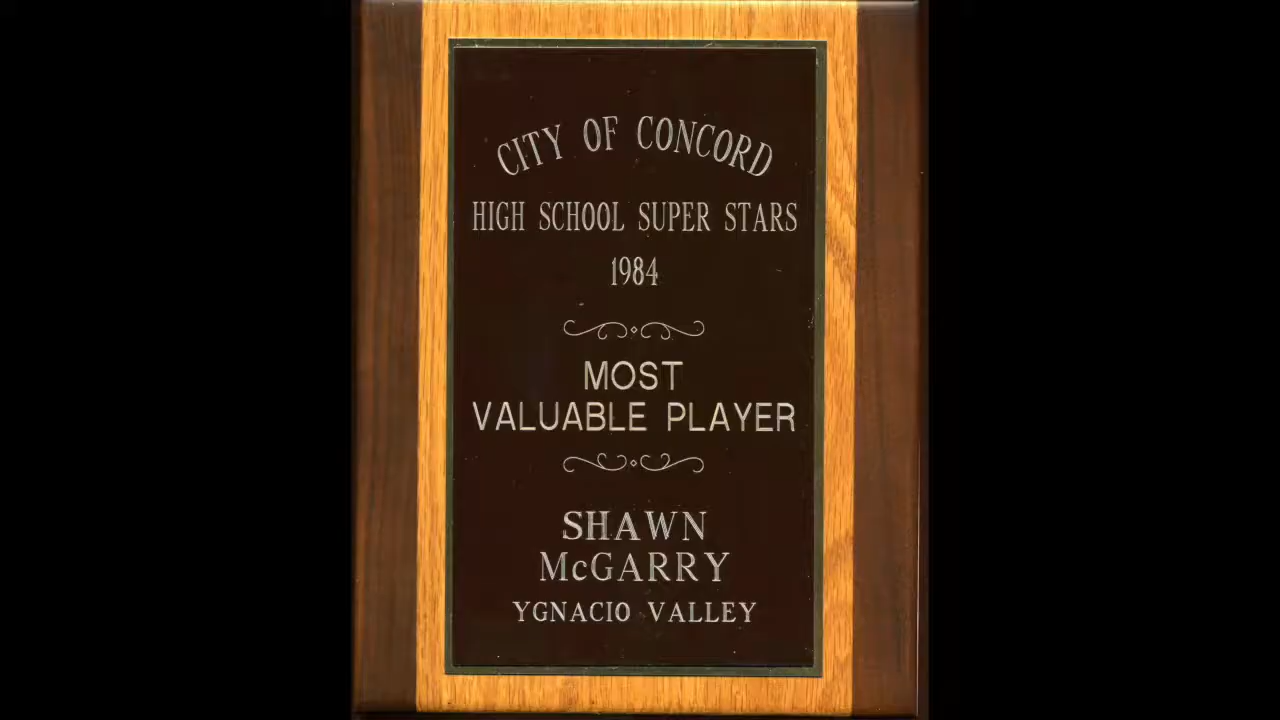 CITY OF CONCORD
HIGH SCHOOL SUPER STARS
1984
MOST
VALUABLE PLAYER
SHAWN
McGARRY
YGNACIO VALLEY